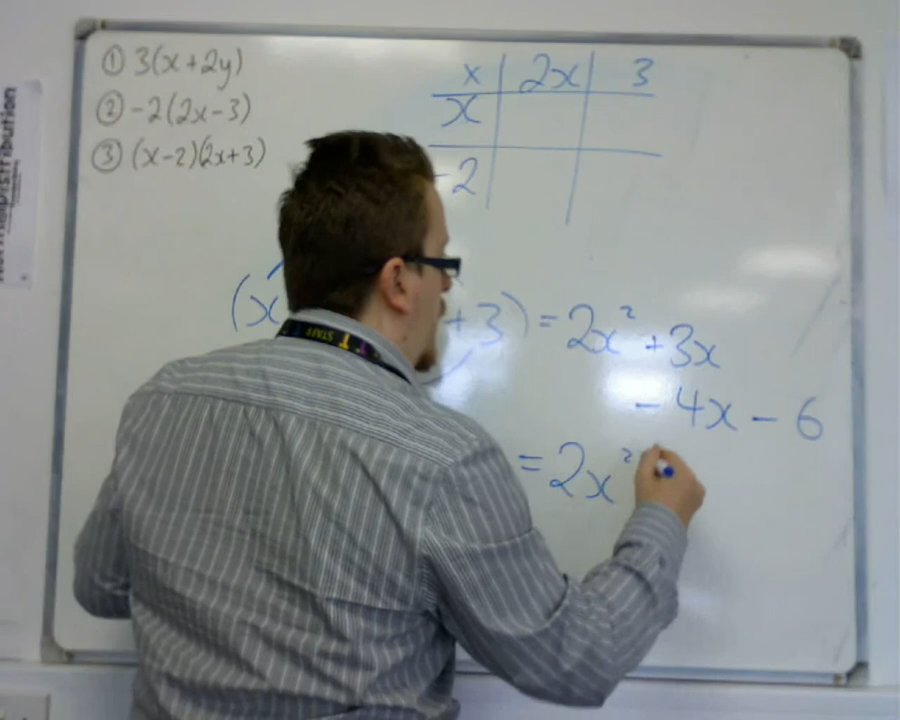 ① 3(x+2y)
② -2(2x-3)
③ (x-2)(2x+3)
x 2x 3
x
-2
(x +3) = 2x² +3x
-4x - 6
= 2x²
STAFF